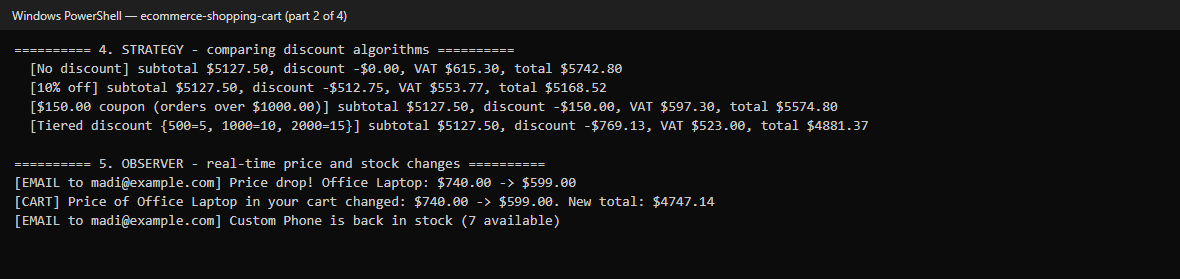 Windows PowerShell — ecommerce-shopping-cart (part 2 of 4)
========== 4. STRATEGY - comparing discount algorithms ==========
[No discount] subtotal $5127.50, discount -$0.00, VAT $615.30, total $5742.80
[10% off] subtotal $5127.50, discount -$512.75, VAT $553.77, total $5168.52
[$150.00 coupon (orders over $1000.00)] subtotal $5127.50, discount -$150.00, VAT $597.30, total $5574.80
[Tiered discount {500=5, 1000=10, 2000=15}] subtotal $5127.50, discount -$769.13, VAT $523.00, total $4881.37
========== 5. OBSERVER - real-time price and stock changes ==========
[EMAIL to madi@example.com] Price drop! Office Laptop: $740.00 -> $599.00
[CART] Price of Office Laptop in your cart changed: $740.00 -> $599.00. New total: $4747.14
[EMAIL to madi@example.com] Custom Phone is back in stock (7 available)